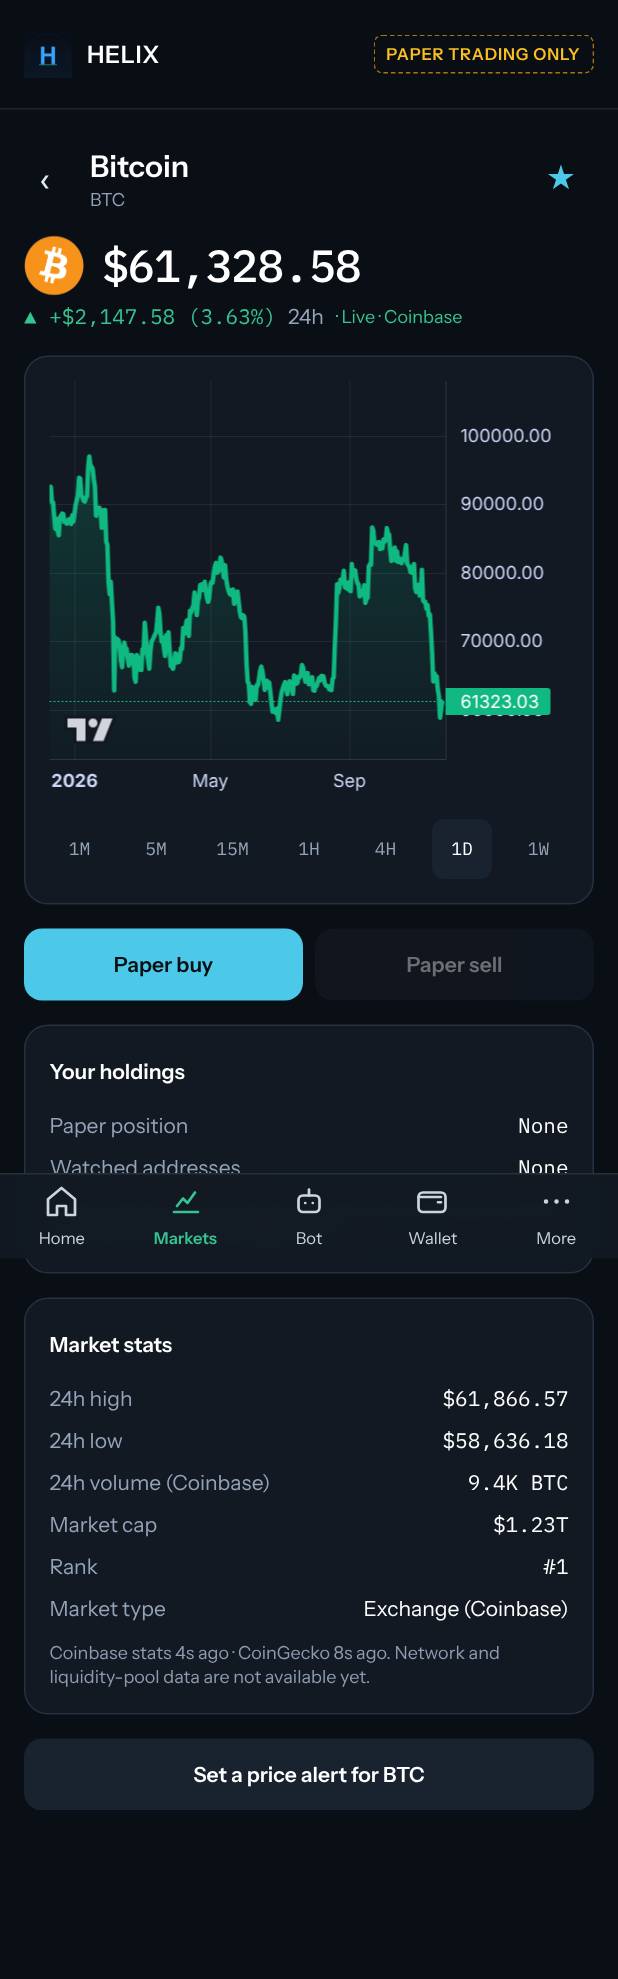 H HELIX
PAPER TRADING ONLY
‹
Bitcoin
BTC
★
$61,328.58
▲ +$2,147.58 (3.63%) 24h ·Live·Coinbase
100000.00
90000.00
80000.00
70000.00
61323.03
2026 May Sep
1M 5M 15M 1H 4H 1D 1W
Paper buy Paper sell
Your holdings
Paper position None
Watched addresses None
Home Markets Bot Wallet More
Market stats
24h high $61,866.57
24h low $58,636.18
24h volume (Coinbase) 9.4K BTC
Market cap $1.23T
Rank #1
Market type Exchange (Coinbase)
Coinbase stats 4s ago·CoinGecko 8s ago. Network and
liquidity-pool data are not available yet.
Set a price alert for BTC